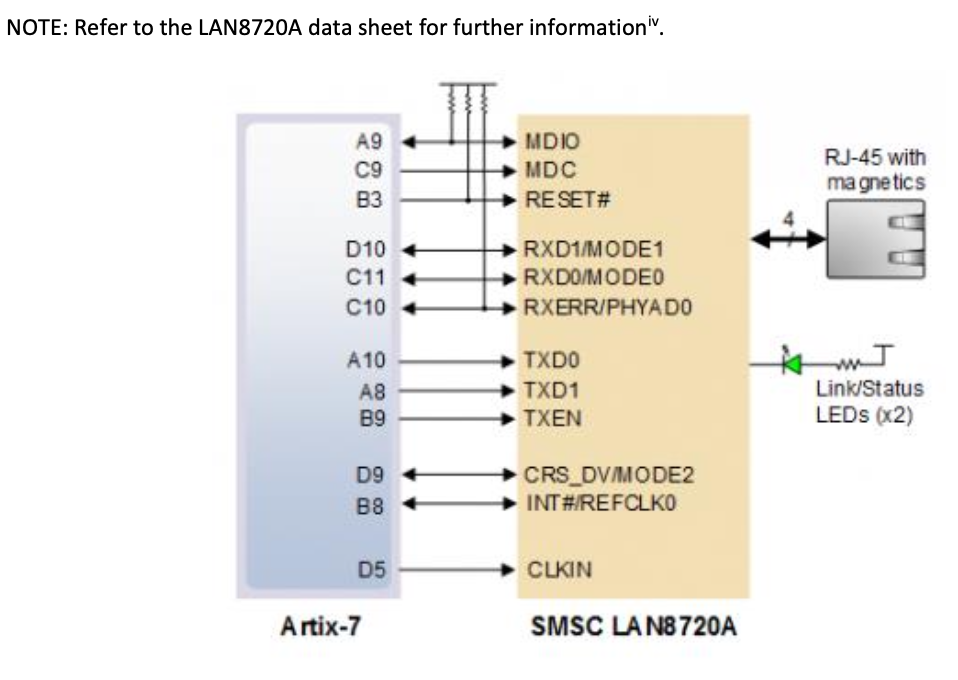 NOTE: Refer to the LAN8720A data sheet for further informationⁱᵛ.
A9 MDIO
C9 MDC
B3 RESET#
D10 RXD1/MODE1
C11 RXD0/MODE0
C10 RXERR/PHYAD0
A10 TXD0
A8 TXD1
B9 TXEN
D9 CRS_DV/MODE2
B8 INT#/REFCLK0
D5 CLKIN
Artix-7
SMSC LAN8720A
RJ-45 with
magnetics
4
Link/Status
LEDs (x2)